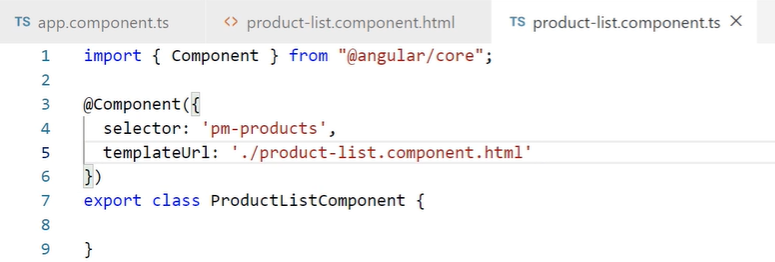 TS app.component.ts <> product-list.component.html TS product-list.component.ts ×
1 import { Component } from "@angular/core";
2
3 @Component({
4   selector: 'pm-products',
5   templateUrl: './product-list.component.html'
6 })
7 export class ProductListComponent {
8
9 }